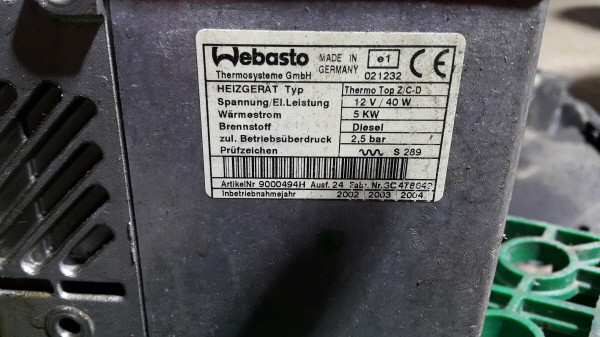 Webasto MADE IN e1 CE
Thermosysteme GmbH GERMANY 021232
HEIZGERÄT Typ Thermo Top Z/C-D
Spannung/El.Leistung 12 V / 40 W
Wärmestrom 5 KW
Brennstoff Diesel
zul. Betriebsüberdruck 2,5 bar
Prüfzeichen S 289
ArtikelNr 9000494H Ausf. 24 Fabr. Nr.
Inbetriebnahmejahr 2002 2003 2004